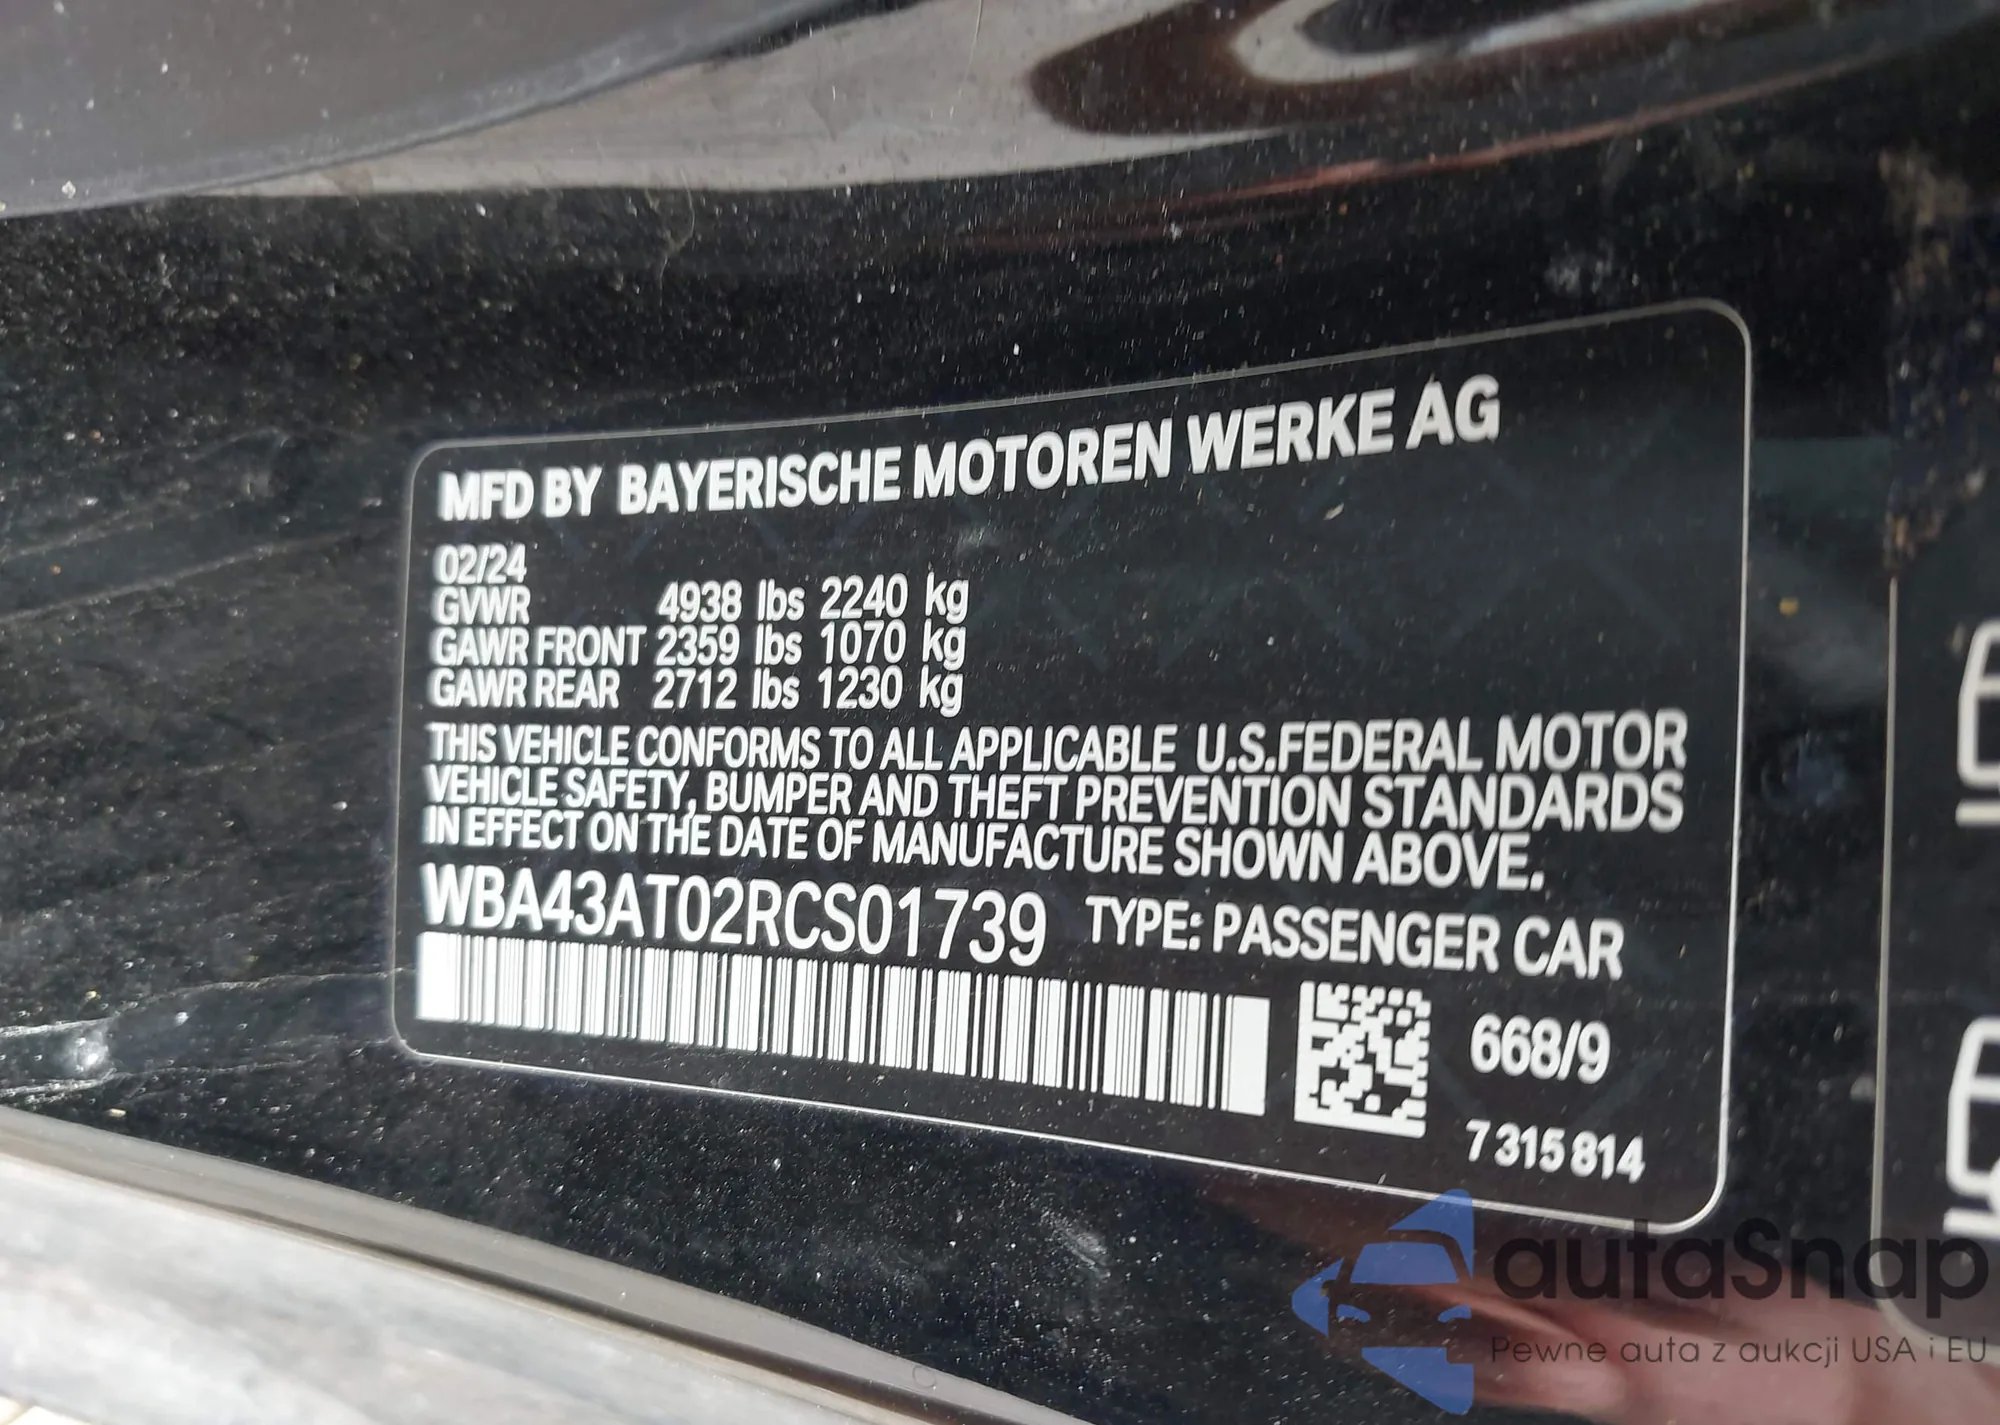 MFD BY BAYERISCHE MOTOREN WERKE AG
02/24
GVWR 4938 lbs 2240 kg
GAWR FRONT 2359 lbs 1070 kg
GAWR REAR 2712 lbs 1230 kg
THIS VEHICLE CONFORMS TO ALL APPLICABLE U.S.FEDERAL MOTOR
VEHICLE SAFETY, BUMPER AND THEFT PREVENTION STANDARDS
IN EFFECT ON THE DATE OF MANUFACTURE SHOWN ABOVE.
WBA43AT02RCS01739 TYPE: PASSENGER CAR
668/9
7 315 814
autaSnap
Pewne auta z aukcji USA i EU